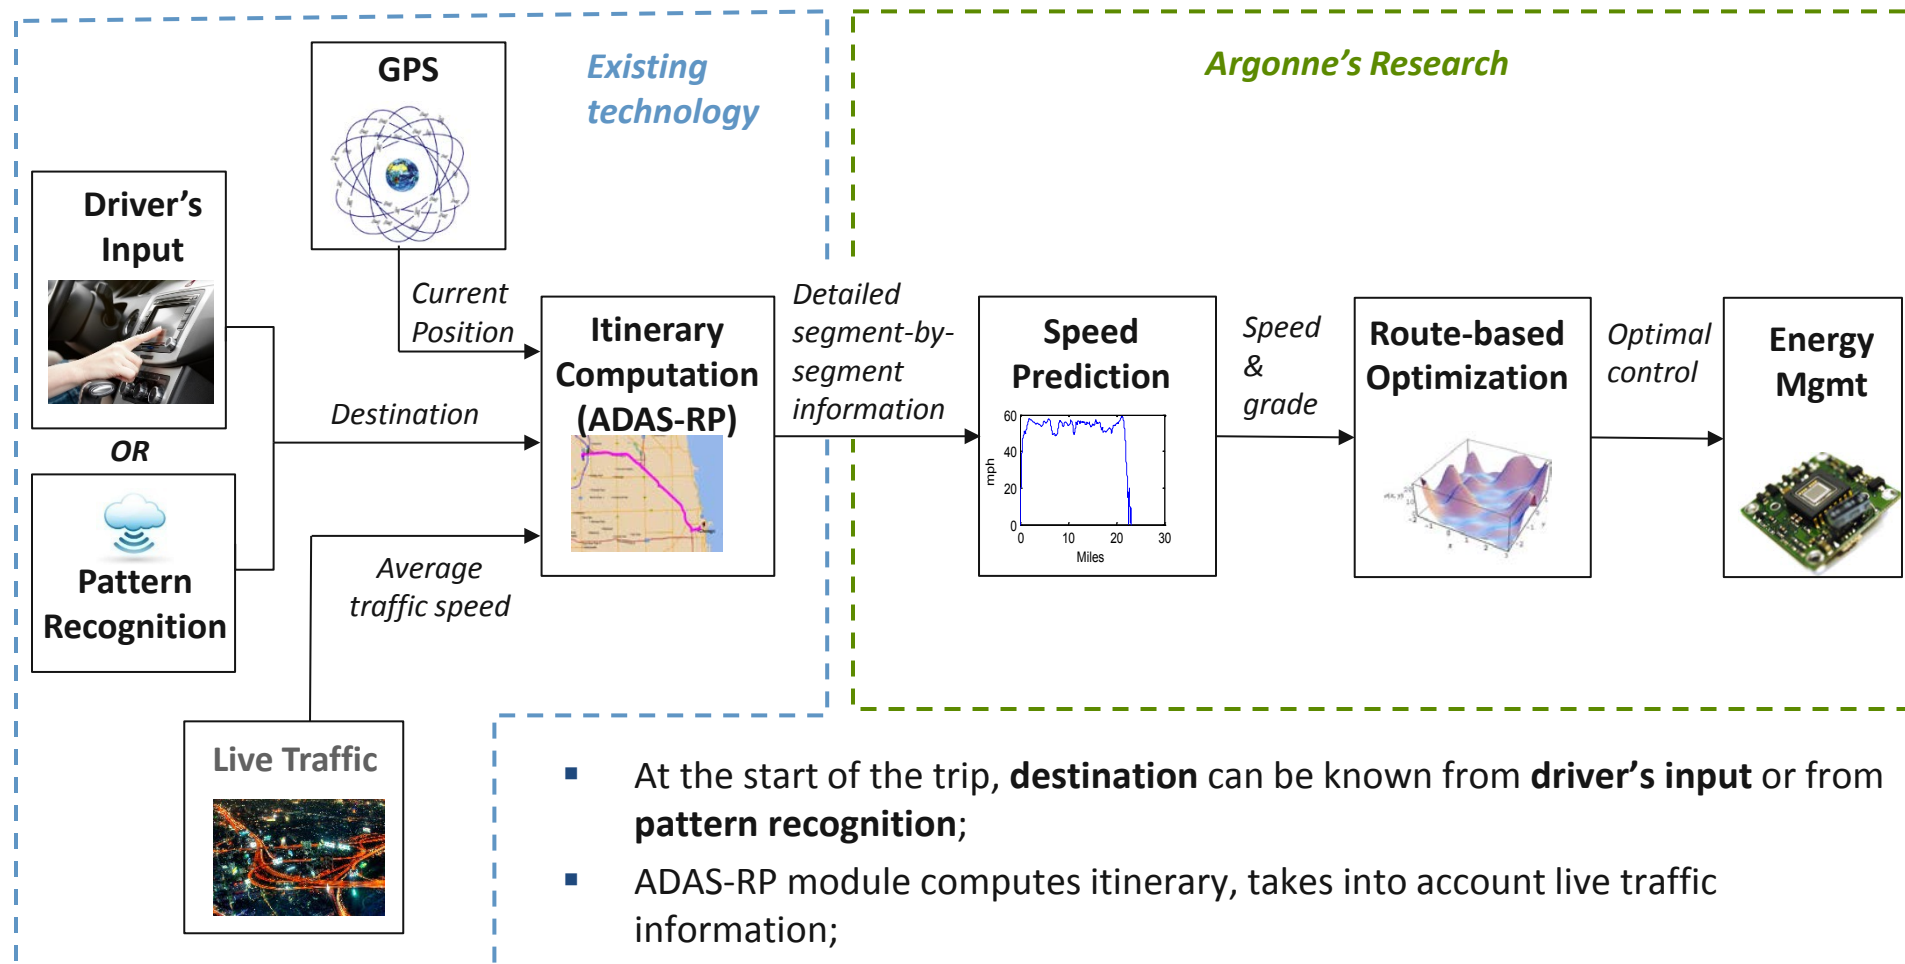 GPS
Existing
technology
Argonne's Research
Driver's
Input
OR
Pattern
Recognition
Current
Position
Destination
Average
traffic speed
Live Traffic
Itinerary
Computation
(ADAS-RP)
Detailed
segment-by-
segment
information
Speed
Prediction
60
40
20
0
mph
0 10 20 30
Miles
Speed
&
grade
Route-based
Optimization
Optimal
control
Energy
Mgmt
▪ At the start of the trip, destination can be known from driver's input or from
pattern recognition;
▪ ADAS-RP module computes itinerary, takes into account live traffic
information;